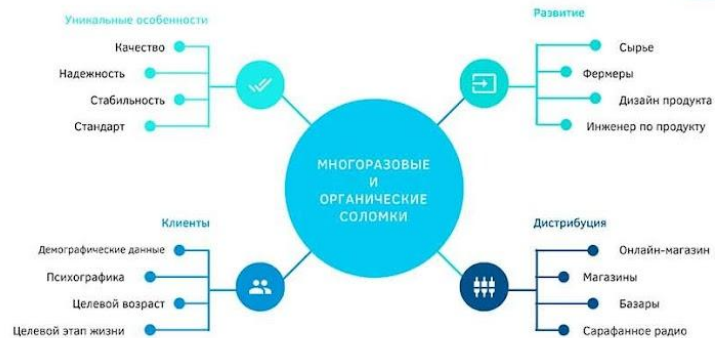 Уникальные особенности
Качество
Надежность
Стабильность
Стандарт
Развитие
Сырье
Фермеры
Дизайн продукта
Инженер по продукту
МНОГОРАЗОВЫЕ
И
ОРГАНИЧЕСКИЕ
СОЛОМКИ
Клиенты
Демографические данные
Психографика
Целевой возраст
Целевой этап жизни
Дистрибуция
Онлайн-магазин
Магазины
Базары
Сарафанное радио